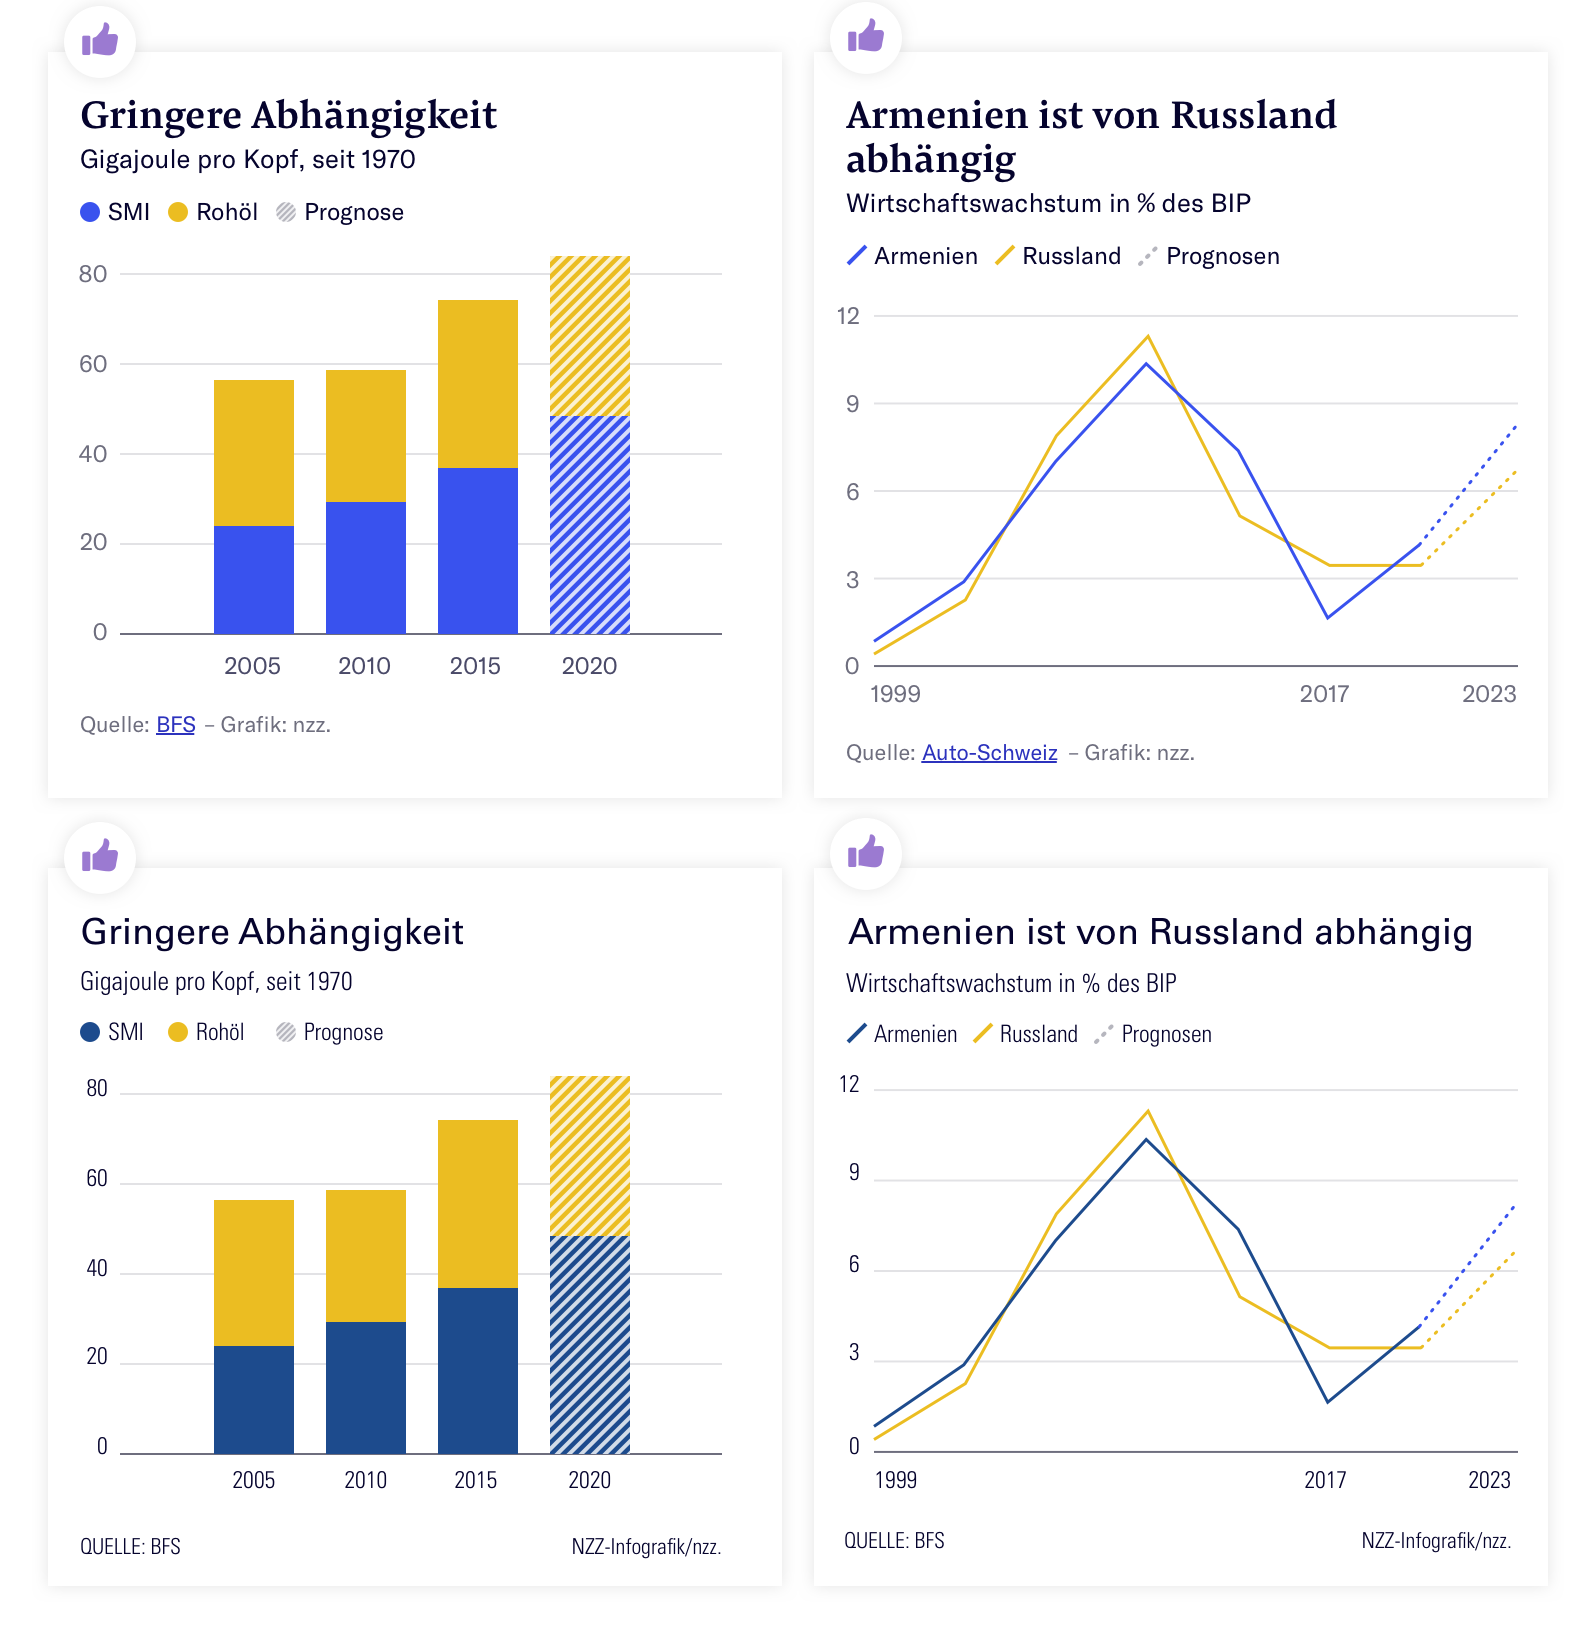 Gringere Abhängigkeit
Gigajoule pro Kopf, seit 1970
SMI Rohöl Prognose
80
60
40
20
0
2005 2010 2015 2020
Quelle: BFS – Grafik: nzz.
Armenien ist von Russland
abhängig
Wirtschaftswachstum in % des BIP
Armenien Russland Prognosen
12
9
6
3
0
1999 2017 2023
Quelle: Auto-Schweiz – Grafik: nzz.
Gringere Abhängigkeit
Gigajoule pro Kopf, seit 1970
SMI Rohöl Prognose
80
60
40
20
0
2005 2010 2015 2020
QUELLE: BFS NZZ-Infografik/nzz.
Armenien ist von Russland abhängig
Wirtschaftswachstum in % des BIP
Armenien Russland Prognosen
12
9
6
3
0
1999 2017 2023
QUELLE: BFS NZZ-Infografik/nzz.